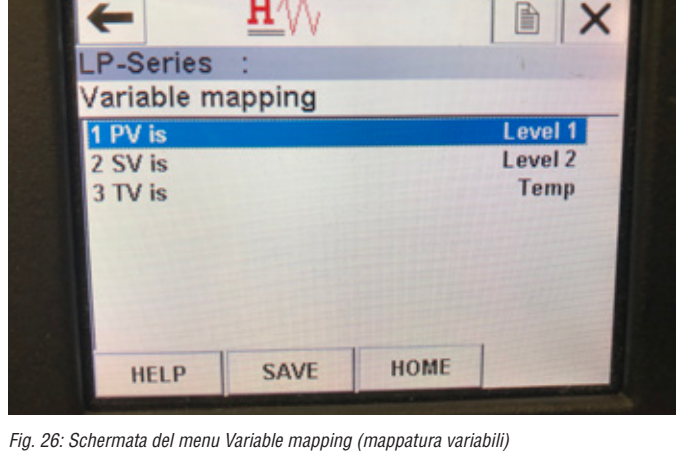 H
LP-Series :
Variable mapping
1 PV is Level 1
2 SV is Level 2
3 TV is Temp
HELP SAVE HOME
Fig. 26: Schermata del menu Variable mapping (mappatura variabili)